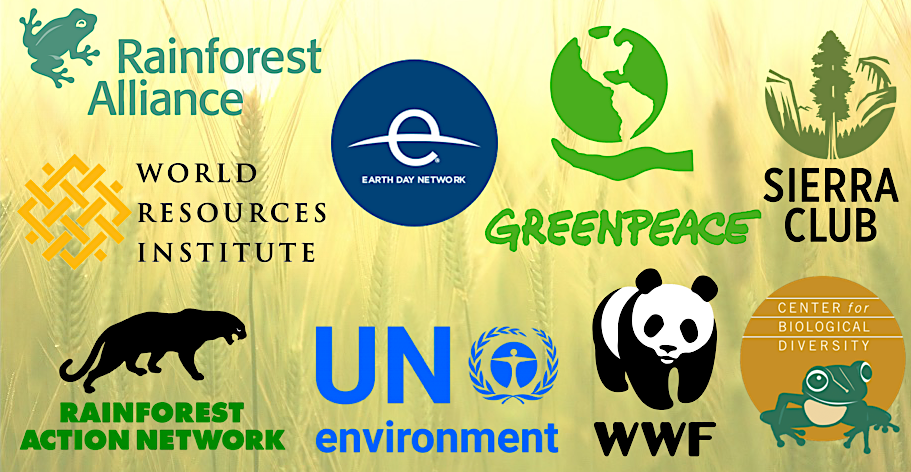 Rainforest
Alliance
e
EARTH DAY NETWORK
GREENPEACE
SIERRA
CLUB
WORLD
RESOURCES
INSTITUTE
RAINFOREST
ACTION NETWORK
UN
environment
WWF
CENTER for
BIOLOGICAL
DIVERSITY